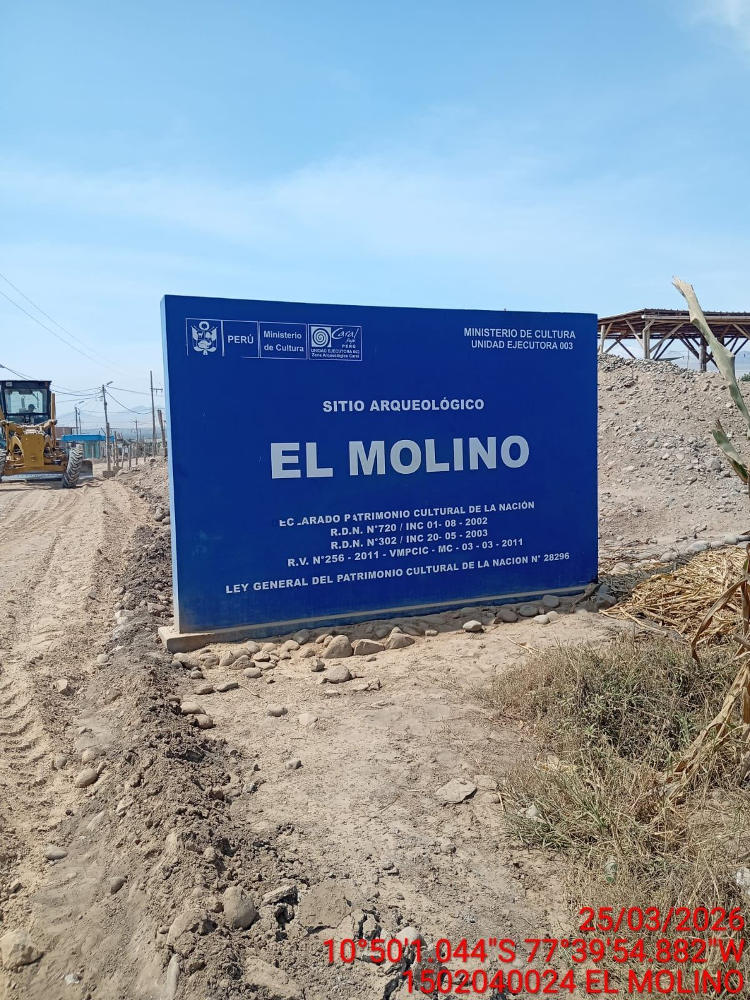 PERÚ
Ministerio
de Cultura
Caral
Supe
PERÚ
UNIDAD EJECUTORA 003
Zona Arqueológica Caral
MINISTERIO DE CULTURA
UNIDAD EJECUTORA 003
SITIO ARQUEOLÓGICO
EL MOLINO
ECLARADO PATRIMONIO CULTURAL DE LA NACIÓN
R.D.N. N°720 / INC 01- 08 - 2002
R.D.N. N°302 / INC 20- 05 - 2003
R.V. N°256 - 2011 - VMPCIC - MC - 03 - 03 - 2011
LEY GENERAL DEL PATRIMONIO CULTURAL DE LA NACION N° 28296
25/03/2026
10°50'1.044"S 77°39'54.882"W
1502040024 EL MOLINO